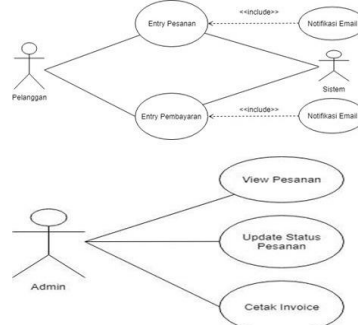 Entry Pesanan
<<include>>
Notifikasi Email
Pelanggan
Sistem
Entry Pembayaran
<<include>>
Notifikasi Email
View Pesanan
Update Status
Pesanan
Admin
Cetak Invoice